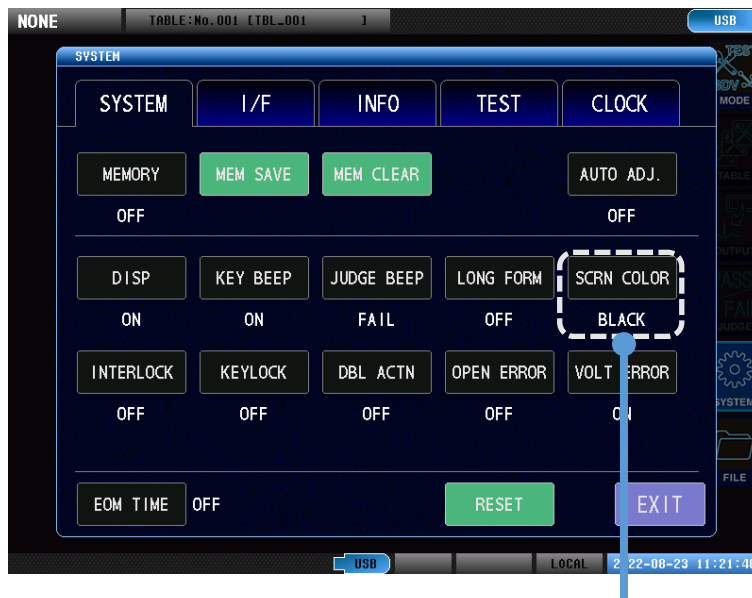 NONE TABLE:No.001 [TBL_001 ] USB
SYSTEM
SYSTEM I/F INFO TEST CLOCK
MEMORY MEM SAVE MEM CLEAR AUTO ADJ.
OFF OFF
DISP KEY BEEP JUDGE BEEP LONG FORM SCRN COLOR
ON ON FAIL OFF BLACK
INTERLOCK KEYLOCK DBL ACTN OPEN ERROR VOLT ERROR
OFF OFF OFF OFF
EOM TIME OFF RESET EXIT
TEST
MODE
TABLE
OUTPUT
JUDGE
SYSTEM
FILE
USB LOCAL 2022-08-23 11:21:40